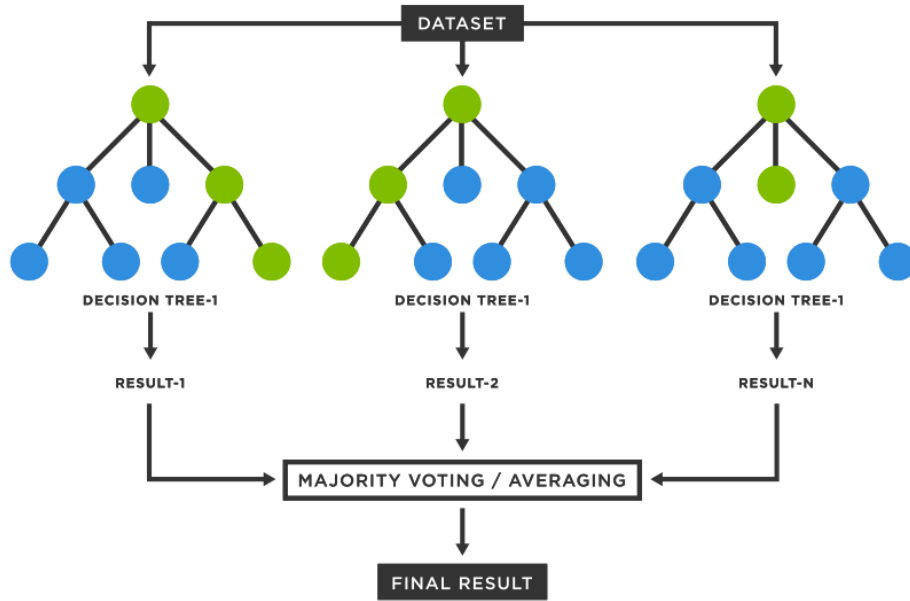 DATASET
DECISION TREE-1
DECISION TREE-1
DECISION TREE-1
RESULT-1
RESULT-2
RESULT-N
MAJORITY VOTING / AVERAGING
FINAL RESULT